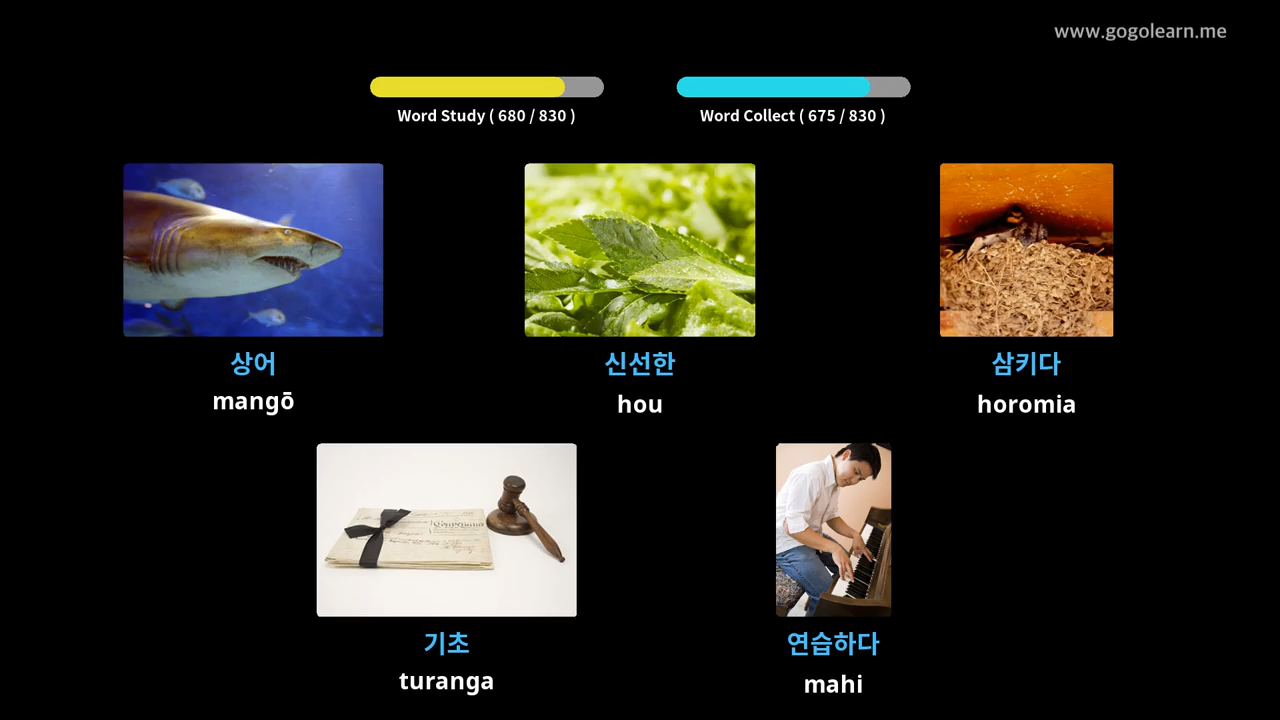 www.gogolearn.me
Word Study ( 680 / 830 )
Word Collect ( 675 / 830 )
상어
mangō
신선한
hou
삼키다
horomia
기초
turanga
연습하다
mahi